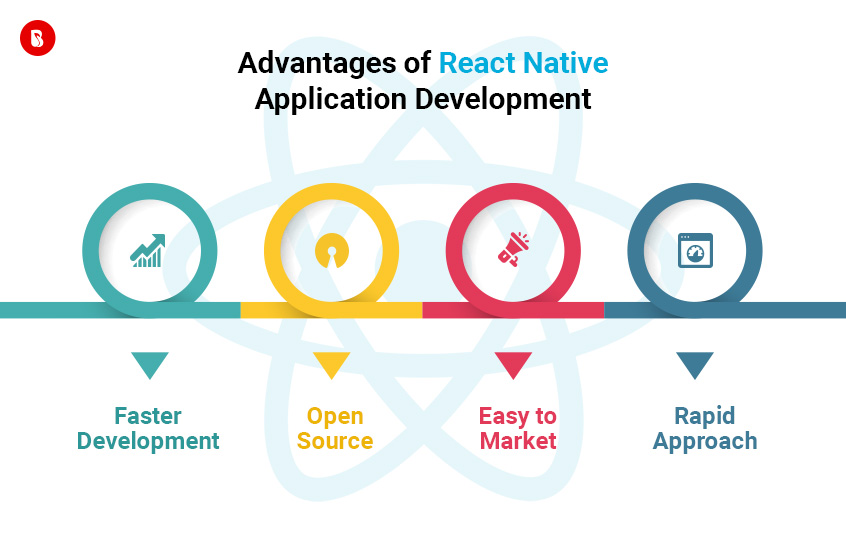 B
Advantages of React Native
Application Development
Faster
Development
Open
Source
Easy to
Market
Rapid
Approach